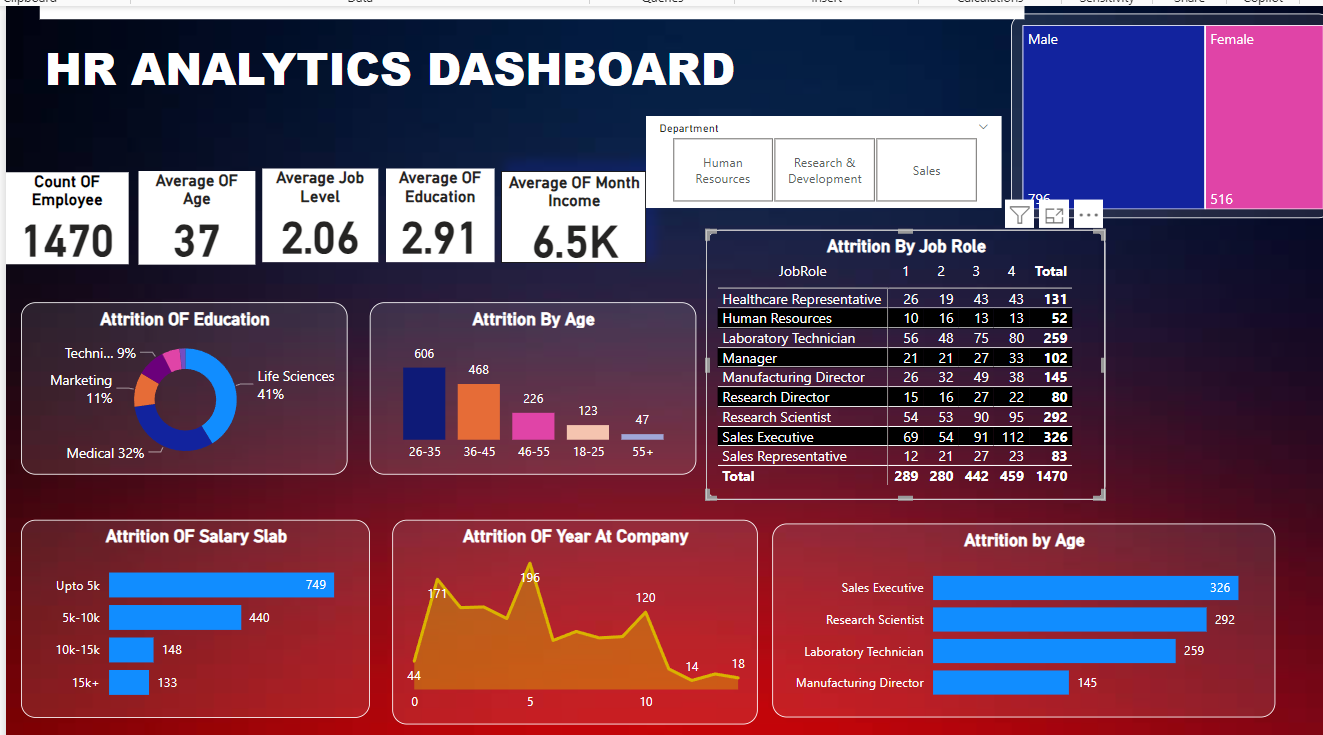 Clipboard
Data
Queries
Insert
Calculations
Sensitivity
Share
Copilot
HR ANALYTICS DASHBOARD
Male
Female
796
516
Department
Human
Resources
Research &
Development
Sales
Count OF
Employee
1470
Average OF
Age
37
Average Job
Level
2.06
Average OF
Education
2.91
Average OF Month
Income
6.5K
Attrition OF Education
Techni... 9%
Marketing
11%
Life Sciences
41%
Medical 32%
Attrition By Age
606
468
226
123
47
26-35 36-45 46-55 18-25 55+
Attrition By Job Role
JobRole 1 2 3 4 Total
Healthcare Representative 26 19 43 43 131
Human Resources 10 16 13 13 52
Laboratory Technician 56 48 75 80 259
Manager 21 21 27 33 102
Manufacturing Director 26 32 49 38 145
Research Director 15 16 27 22 80
Research Scientist 54 53 90 95 292
Sales Executive 69 54 91 112 326
Sales Representative 12 21 27 23 83
Total 289 280 442 459 1470
Attrition OF Salary Slab
Upto 5k 749
5k-10k 440
10k-15k 148
15k+ 133
Attrition OF Year At Company
44
171
196
120
14
18
0 5 10
Attrition by Age
Sales Executive 326
Research Scientist 292
Laboratory Technician 259
Manufacturing Director 145